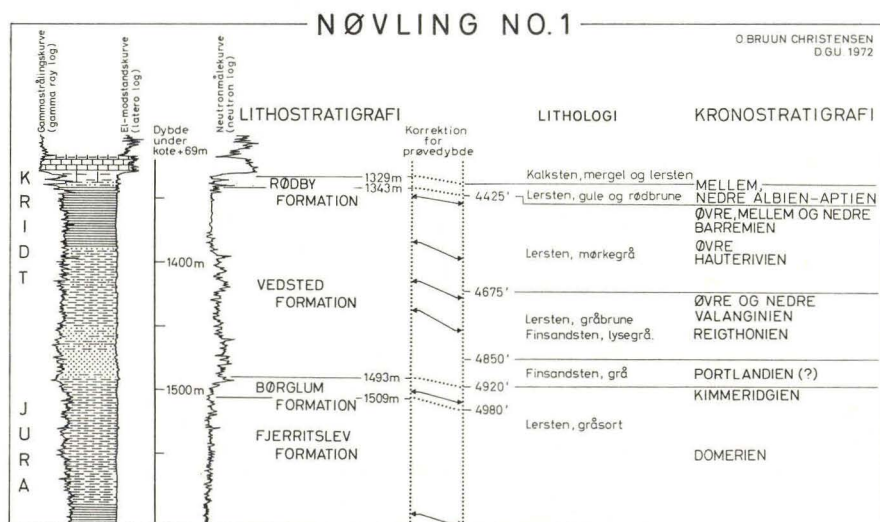 NØVLING NO.1
O.BRUUN CHRISTENSEN
D.G.U. 1972
Gammastrålingskurve
(gamma ray log)
El-modstandskurve
(latero log)
Dybde
under
kote +69m
Neutronmålekurve
(neutron log)
LITHOSTRATIGRAFI
Korrektion
for
prøvedybde
LITHOLOGI
KRONOSTRATIGRAFI
KRIDT
JURA
1400m
1500m
1329m
RØDBY
1343m
FORMATION
VEDSTED
FORMATION
1493m
BØRGLUM
1509m
FORMATION
FJERRITSLEV
FORMATION
4425'
4675'
4850'
4920'
4980'
Kalksten, mergel og lersten
Lersten, gule og rødbrune
Lersten, mørkegrå
Lersten, gråbrune
Finsandsten, lysegrå.
Finsandsten, grå
Lersten, gråsort
MELLEM,
NEDRE ALBIEN-APTIEN
ØVRE, MELLEM OG NEDRE
BARREMIEN
ØVRE
HAUTERIVIEN
ØVRE OG NEDRE
VALANGINIEN
REIGTHONIEN
PORTLANDIEN (?)
KIMMERIDGIEN
DOMERIEN